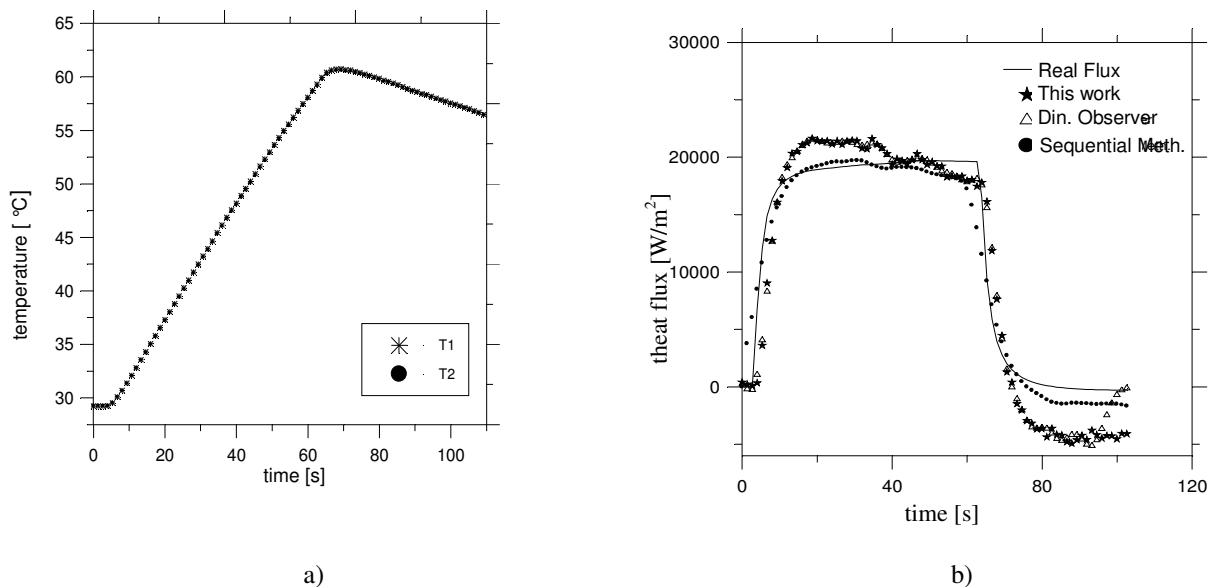 65
60
55
50
45
40
35
30
temperature [ °C]
0
20
40
60
80
100
time [s]
T1
T2
a)
30000
20000
10000
0
theat flux [W/m²]
0
40
80
120
time [s]
Real Flux
This work
Din. Observer
Sequential Meth.
b)